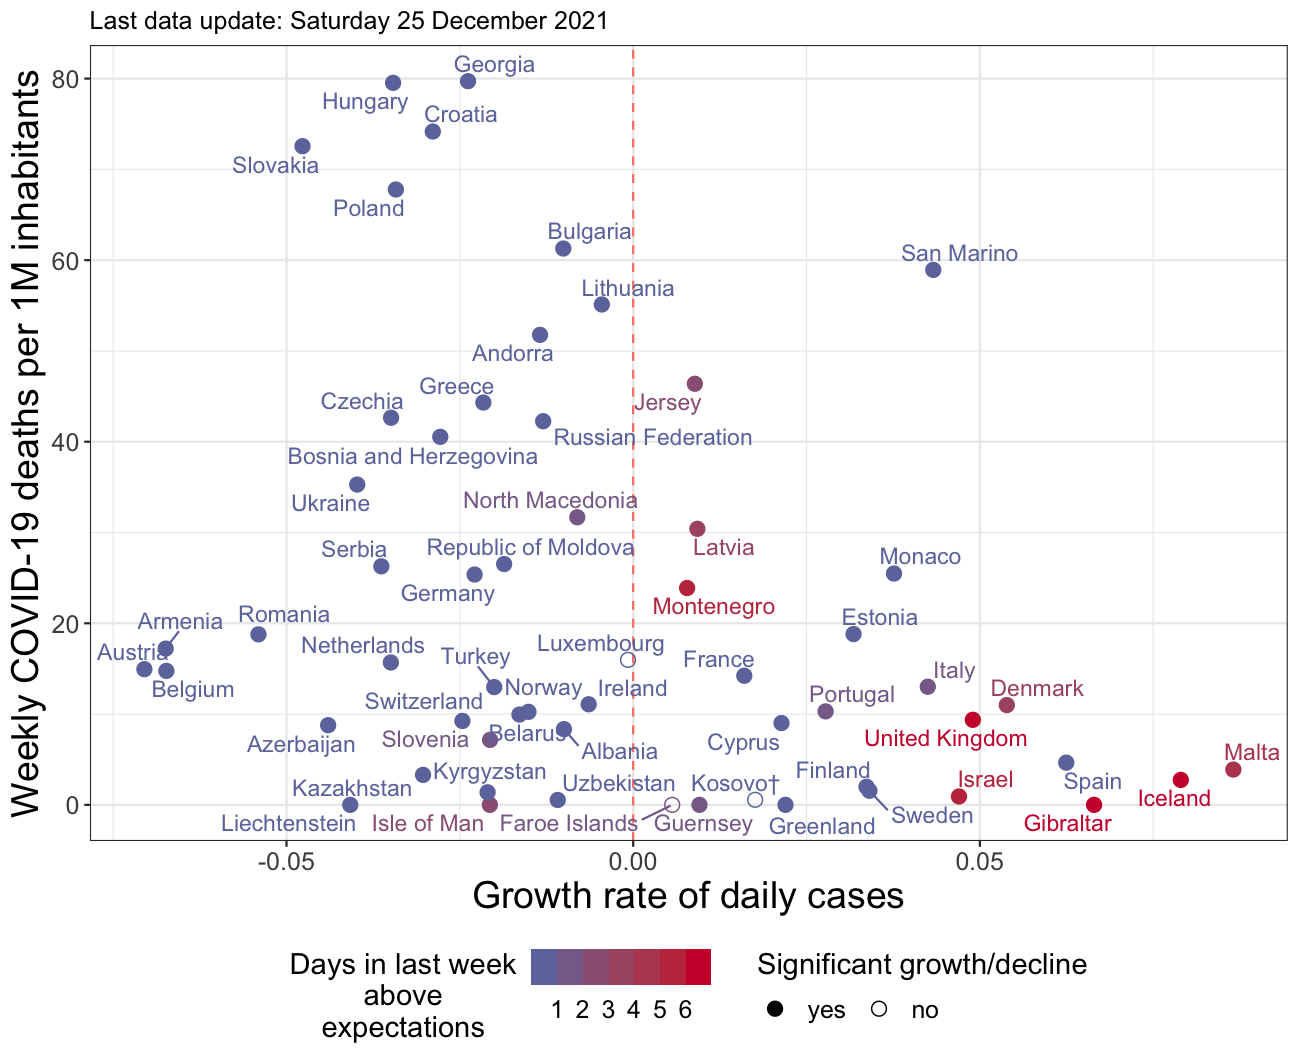 Last data update: Saturday 25 December 2021
Weekly COVID-19 deaths per 1M inhabitants
80
60
40
20
0
Georgia
Hungary
Croatia
Slovakia
Poland
Bulgaria
San Marino
Lithuania
Andorra
Greece
Czechia
Jersey
Russian Federation
Bosnia and Herzegovina
Ukraine
North Macedonia
Serbia
Republic of Moldova
Latvia
Monaco
Germany
Montenegro
Armenia
Romania
Estonia
Austria
Netherlands
Luxembourg
Turkey
France
Belgium
Norway
Ireland
Italy
Denmark
Switzerland
Portugal
Azerbaijan
Slovenia
Belarus
Albania
Cyprus
United Kingdom
Malta
Kazakhstan
Kyrgyzstan
Uzbekistan
Kosovo†
Finland
Israel
Spain
Iceland
Liechtenstein
Isle of Man
Faroe Islands
Guernsey
Greenland
Sweden
Gibraltar
-0.05
0.00
0.05
Growth rate of daily cases
Days in last week
above
expectations
1 2 3 4 5 6
Significant growth/decline
yes
no